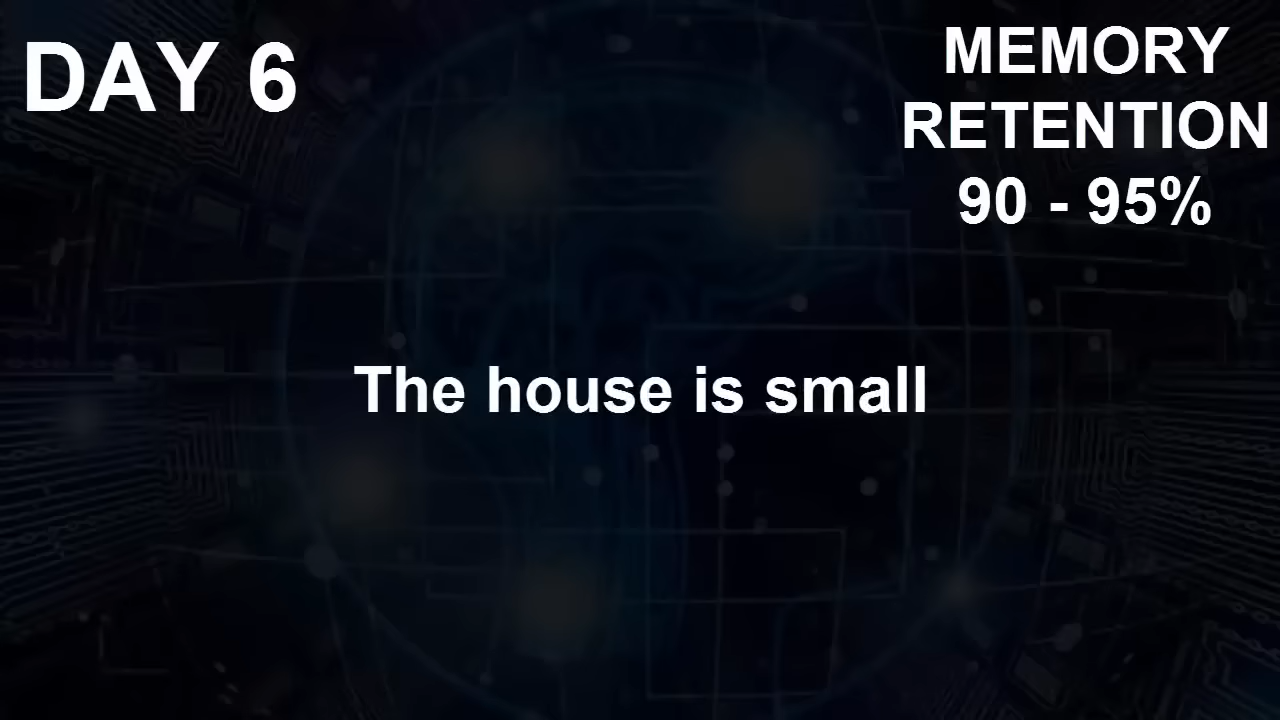 DAY 6
MEMORY
RETENTION
90 - 95%
The house is small